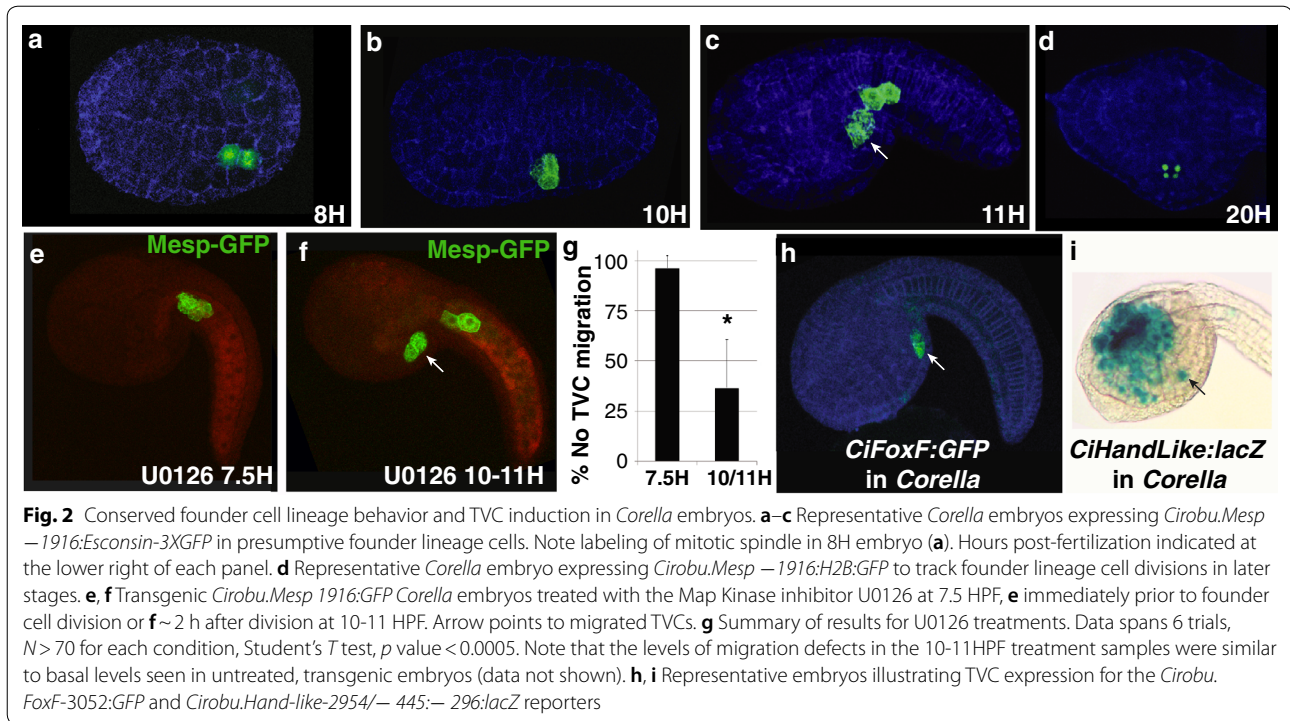 a
b
c
d
8H
10H
11H
20H
e
Mesp-GFP
f
Mesp-GFP
g
h
i
U0126 7.5H
U0126 10-11H
% No TVC migration
100
75
50
25
0
*
7.5H
10/11H
CiFoxF:GFP
in Corella
CiHandLike:lacZ
in Corella
Fig. 2 Conserved founder cell lineage behavior and TVC induction in Corella embryos. a–c Representative Corella embryos expressing Cirobu.Mesp
−1916:Esconsin-3XGFP in presumptive founder lineage cells. Note labeling of mitotic spindle in 8H embryo (a). Hours post-fertilization indicated at
the lower right of each panel. d Representative Corella embryo expressing Cirobu.Mesp −1916:H2B:GFP to track founder lineage cell divisions in later
stages. e, f Transgenic Cirobu.Mesp 1916:GFP Corella embryos treated with the Map Kinase inhibitor U0126 at 7.5 HPF, e immediately prior to founder
cell division or f ~ 2 h after division at 10-11 HPF. Arrow points to migrated TVCs. g Summary of results for U0126 treatments. Data spans 6 trials,
N > 70 for each condition, Student's T test, p value < 0.0005. Note that the levels of migration defects in the 10-11HPF treatment samples were similar
to basal levels seen in untreated, transgenic embryos (data not shown). h, i Representative embryos illustrating TVC expression for the Cirobu.
FoxF-3052:GFP and Cirobu.Hand-like-2954/− 445:− 296:lacZ reporters